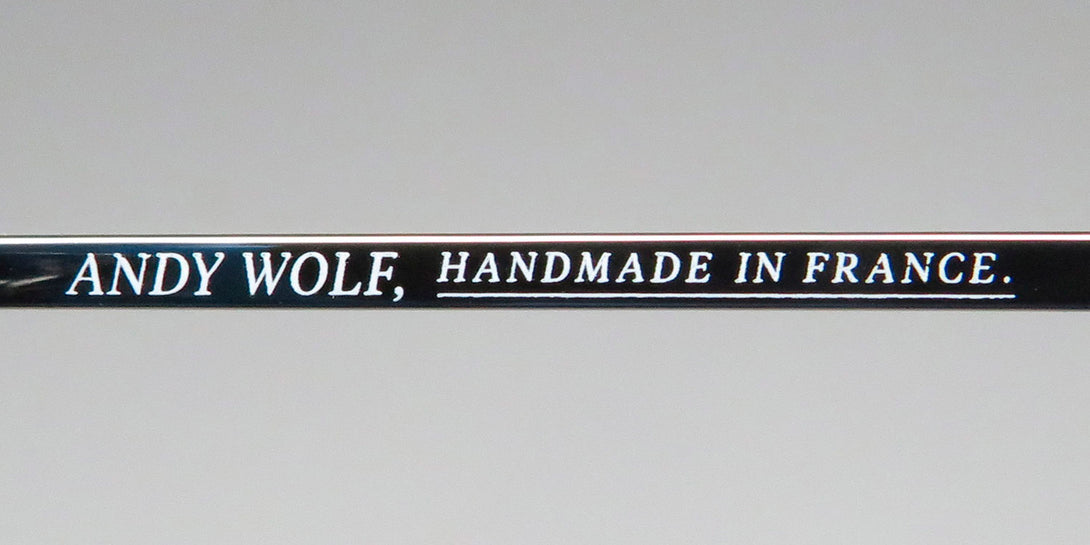 ANDY WOLF, HANDMADE IN FRANCE.